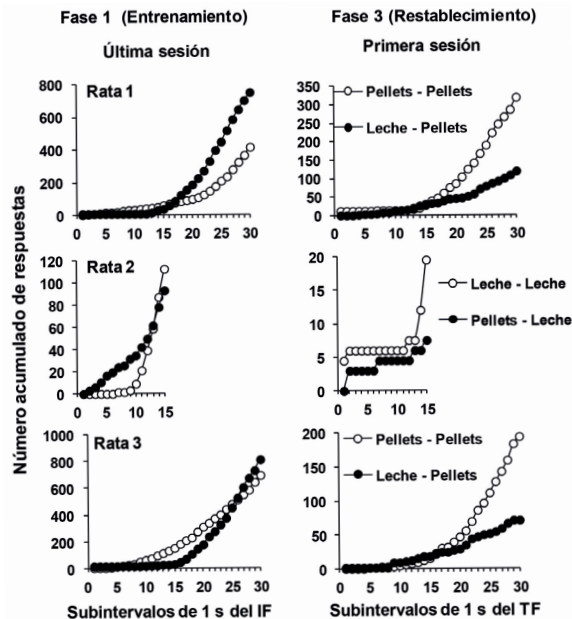 Fase 1 (Entrenamiento)
Fase 3 (Restablecimiento)
Última sesión
Primera sesión
Número acumulado de respuestas
Rata 1
800
600
400
200
0
0 5 10 15 20 25 30
Pellets - Pellets
Leche - Pellets
350
300
250
200
150
100
50
0
0 5 10 15 20 25 30
Rata 2
120
100
80
60
40
20
0
0 5 10 15
Leche - Leche
Pellets - Leche
20
15
10
5
0
0 5 10 15
Rata 3
1000
800
600
400
200
0
0 5 10 15 20 25 30
Pellets - Pellets
Leche - Pellets
200
150
100
50
0
0 5 10 15 20 25 30
Subintervalos de 1 s del IF
Subintervalos de 1 s del TF